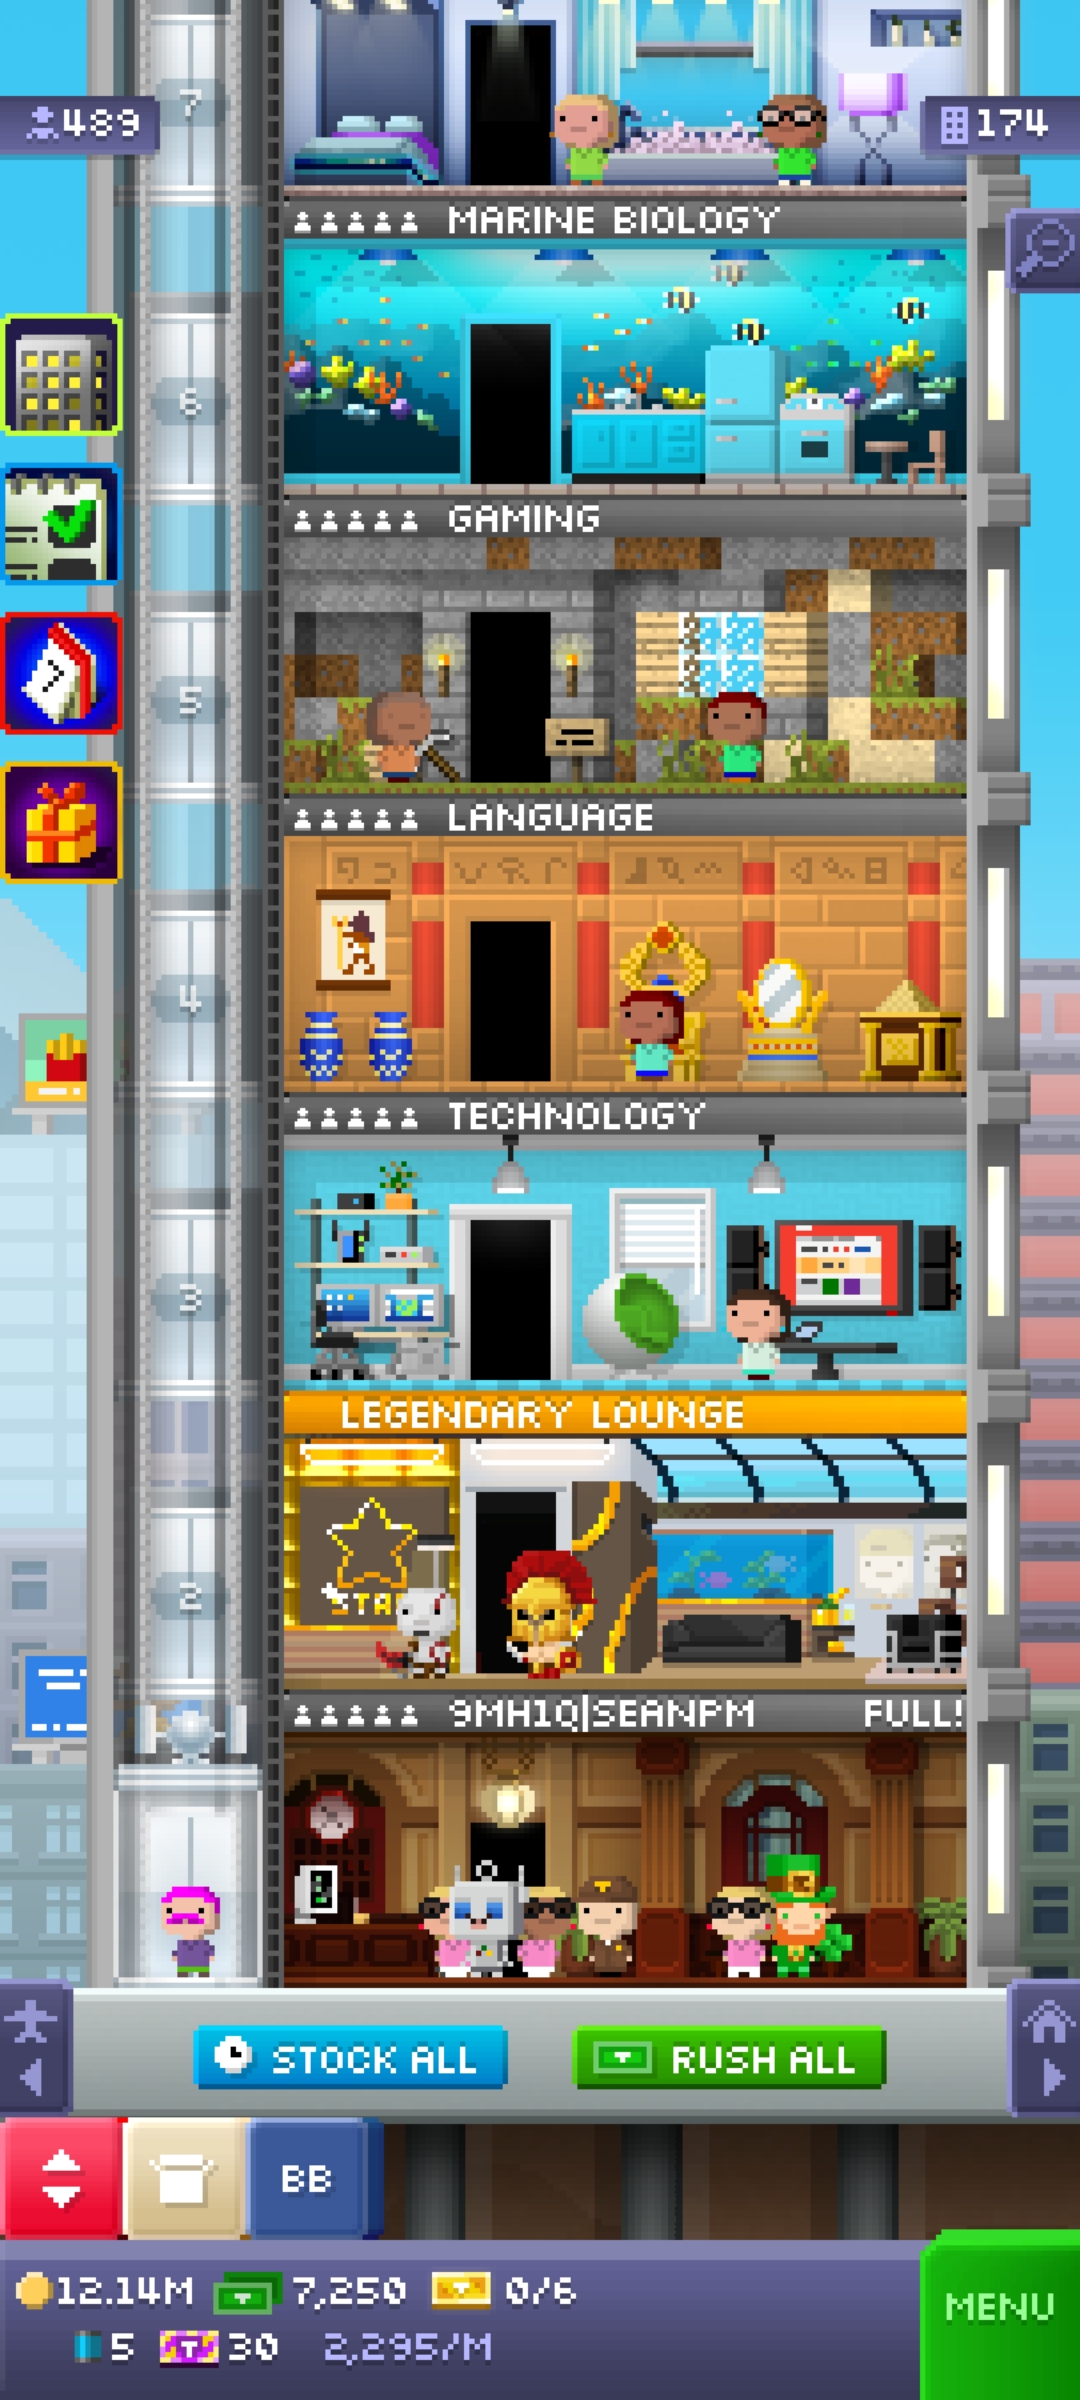 7
489
174
MARINE BIOLOGY
6
GAMING
5
LANGUAGE
4
TECHNOLOGY
3
LEGENDARY LOUNGE
STA
2
9MH1Q|SEANPM FULL!
STOCK ALL
RUSH ALL
BB
12.14M 7,250 0/6
MENU
5 30 2,295/M